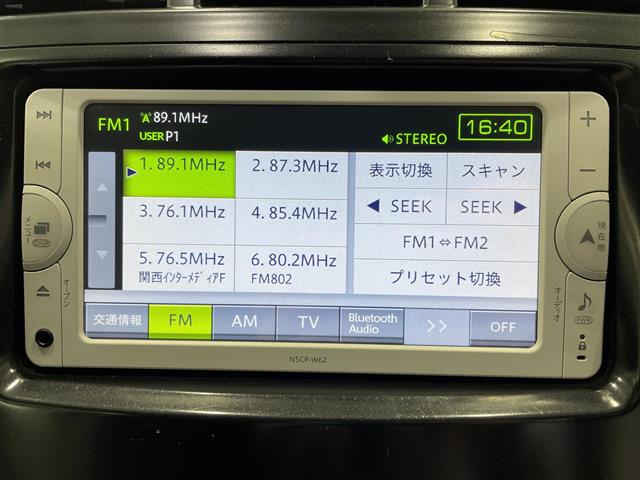 FM1 89.1MHz
USER P1
STEREO 16:40
1. 89.1MHz 2. 87.3MHz
3. 76.1MHz 4. 85.4MHz
5. 76.5MHz 6. 80.2MHz
関西インターメディアF FM802
表示切換 スキャン
◀ SEEK SEEK ▶
FM1⇔FM2
プリセット切換
交通情報 FM AM TV Bluetooth Audio >> OFF
メニュー
DISP
オープン
現在地
オーディオ
PWR
NSCP-W62